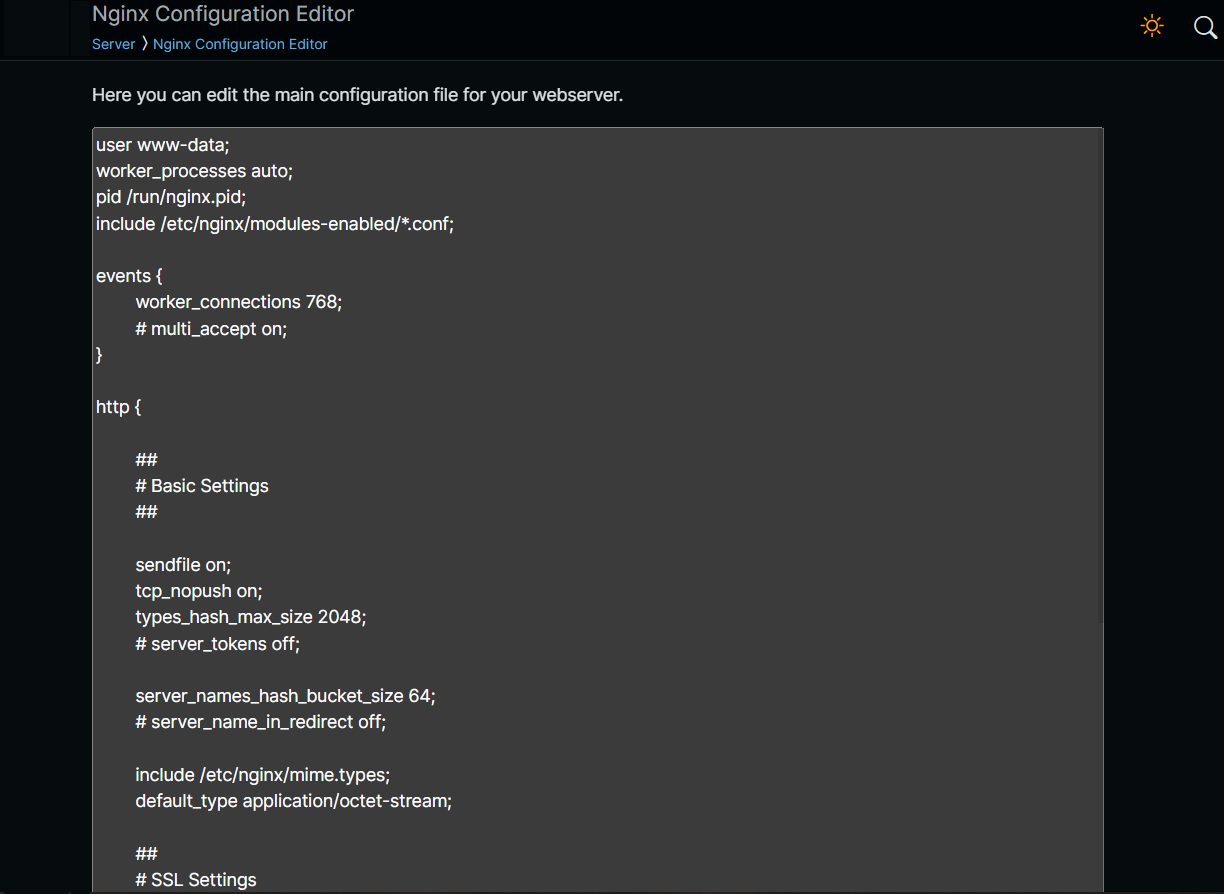 Nginx Configuration Editor
Server 〉 Nginx Configuration Editor
Here you can edit the main configuration file for your webserver.
user www-data;
worker_processes auto;
pid /run/nginx.pid;
include /etc/nginx/modules-enabled/*.conf;
events {
worker_connections 768;
# multi_accept on;
}
http {
##
# Basic Settings
##
sendfile on;
tcp_nopush on;
types_hash_max_size 2048;
# server_tokens off;
server_names_hash_bucket_size 64;
# server_name_in_redirect off;
include /etc/nginx/mime.types;
default_type application/octet-stream;
##
# SSL Settings